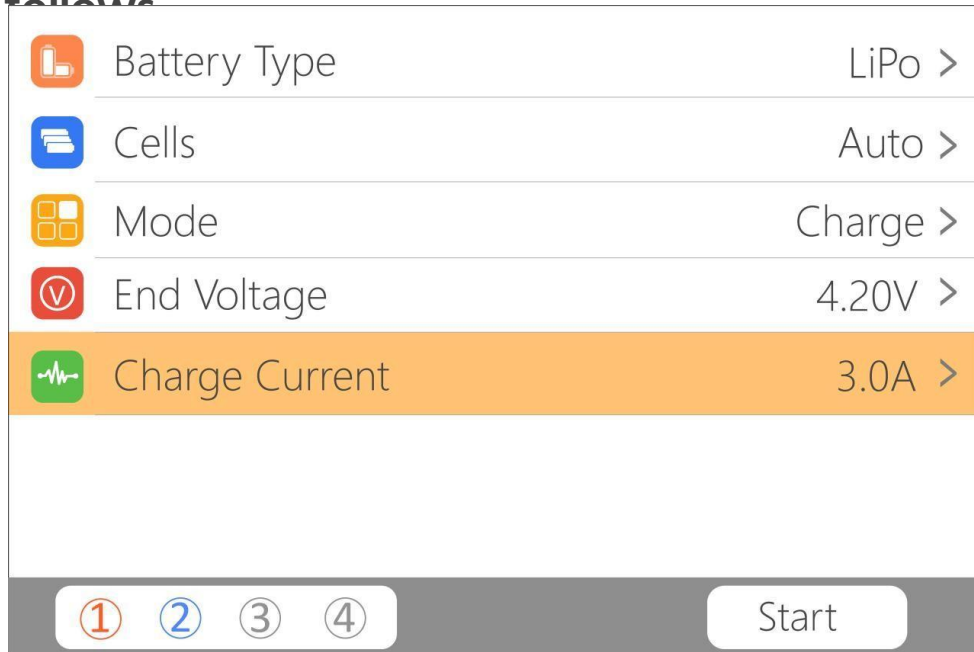 follows
Battery Type LiPo >
Cells Auto >
Mode Charge >
V End Voltage 4.20V >
Charge Current 3.0A >
① ② ③ ④ Start